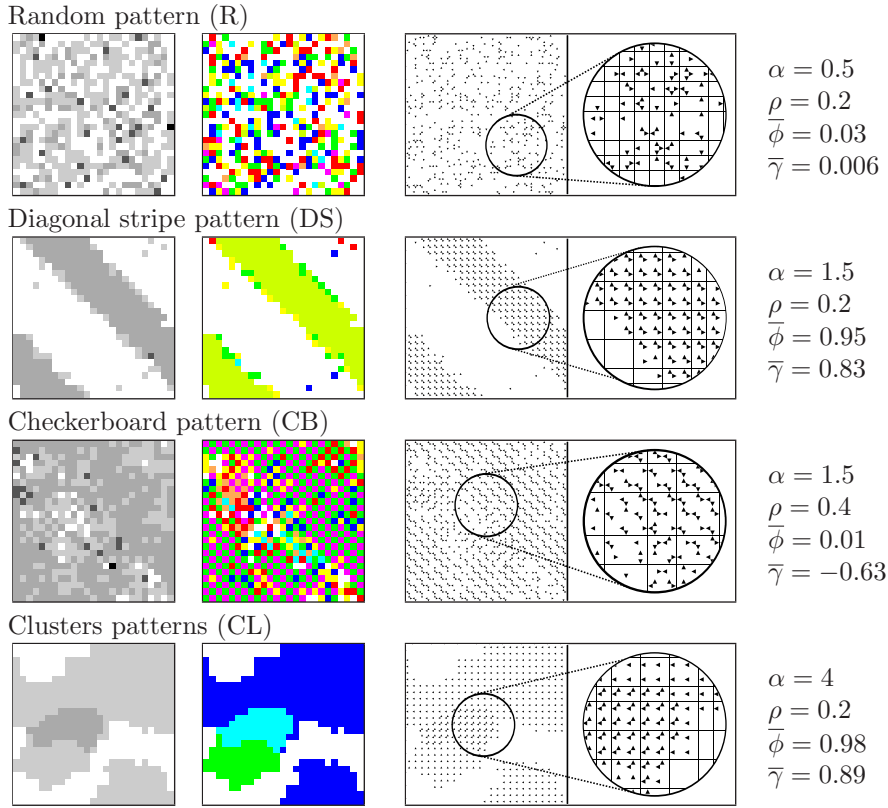 Random pattern (R)
α = 0.5
ρ = 0.2
ϕ̅ = 0.03
γ̅ = 0.006
Diagonal stripe pattern (DS)
α = 1.5
ρ = 0.2
ϕ̅ = 0.95
γ̅ = 0.83
Checkerboard pattern (CB)
α = 1.5
ρ = 0.4
ϕ̅ = 0.01
γ̅ = −0.63
Clusters patterns (CL)
α = 4
ρ = 0.2
ϕ̅ = 0.98
γ̅ = 0.89